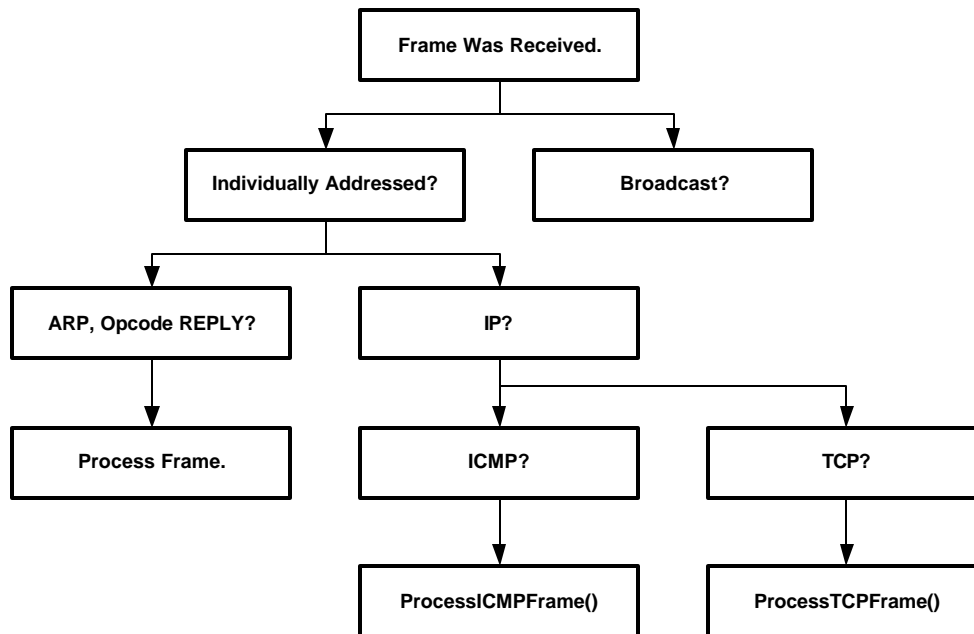 Frame Was Received.
Individually Addressed?
Broadcast?
ARP, Opcode REPLY?
IP?
Process Frame.
ICMP?
TCP?
ProcessICMPFrame()
ProcessTCPFrame()